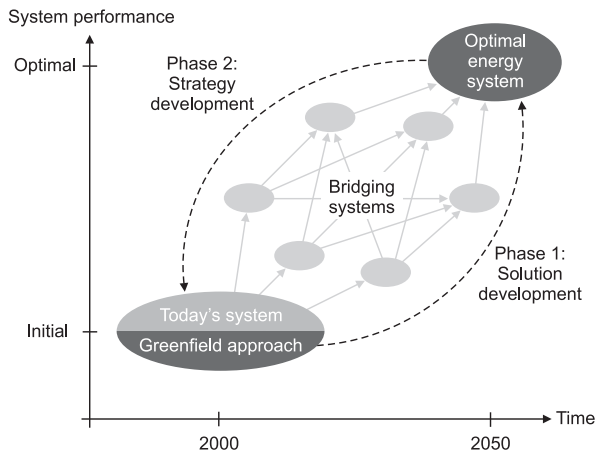 System performance
Optimal
Phase 2:
Strategy
development
Optimal
energy
system
Bridging
systems
Phase 1:
Solution
development
Initial
Today's system
Greenfield approach
Time
2000
2050